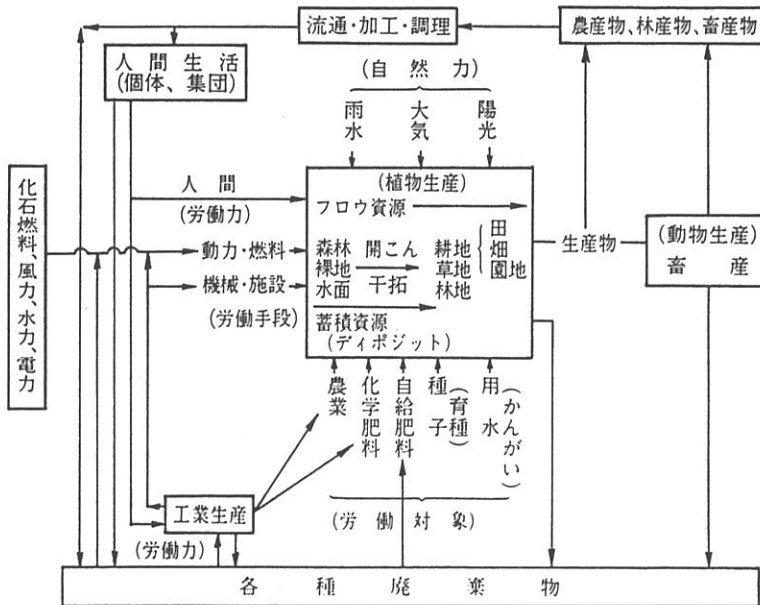 流通・加工・調理
農産物、林産物、畜産物
人間生活
(個体、集団)
(自然力)
雨水
大気
陽光
化石燃料、風力、水力、電力
人間
(労働力)
動力・燃料
機械・施設
(労働手段)
(植物生産)
フロウ資源
森林
裸地
水面
開こん
干拓
耕地
草地
林地
田
畑
園地
蓄積資源
(ディポジット)
生産物
(動物生産)
畜産
農業
化学肥料
自給肥料
種子
(育種)
用水
(かんがい)
(労働対象)
工業生産
(労働力)
各種廃棄物